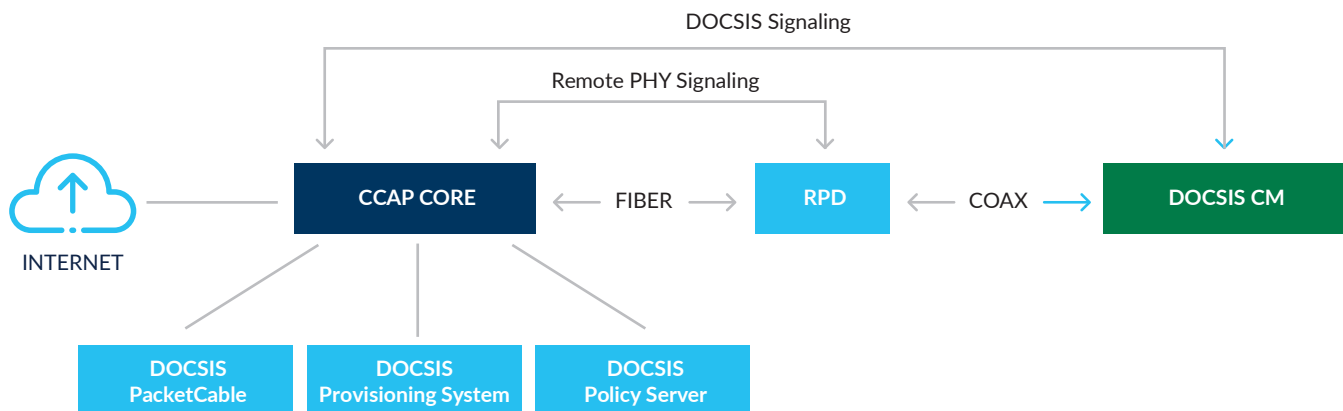 DOCSIS Signaling
Remote PHY Signaling
INTERNET
CCAP CORE
FIBER
RPD
COAX
DOCSIS CM
DOCSIS
PacketCable
DOCSIS
Provisioning System
DOCSIS
Policy Server